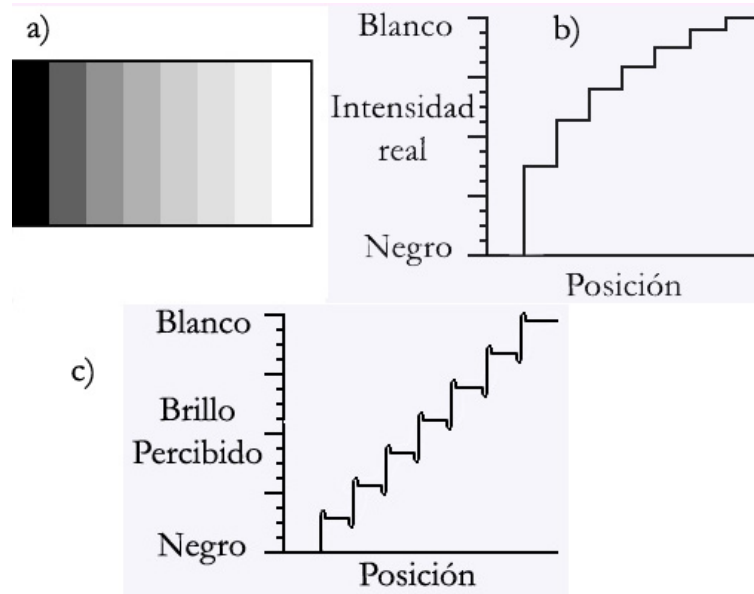 a)
Blanco
b)
Intensidad
real
Negro
Posición
c)
Blanco
Brillo
Percibido
Negro
Posición